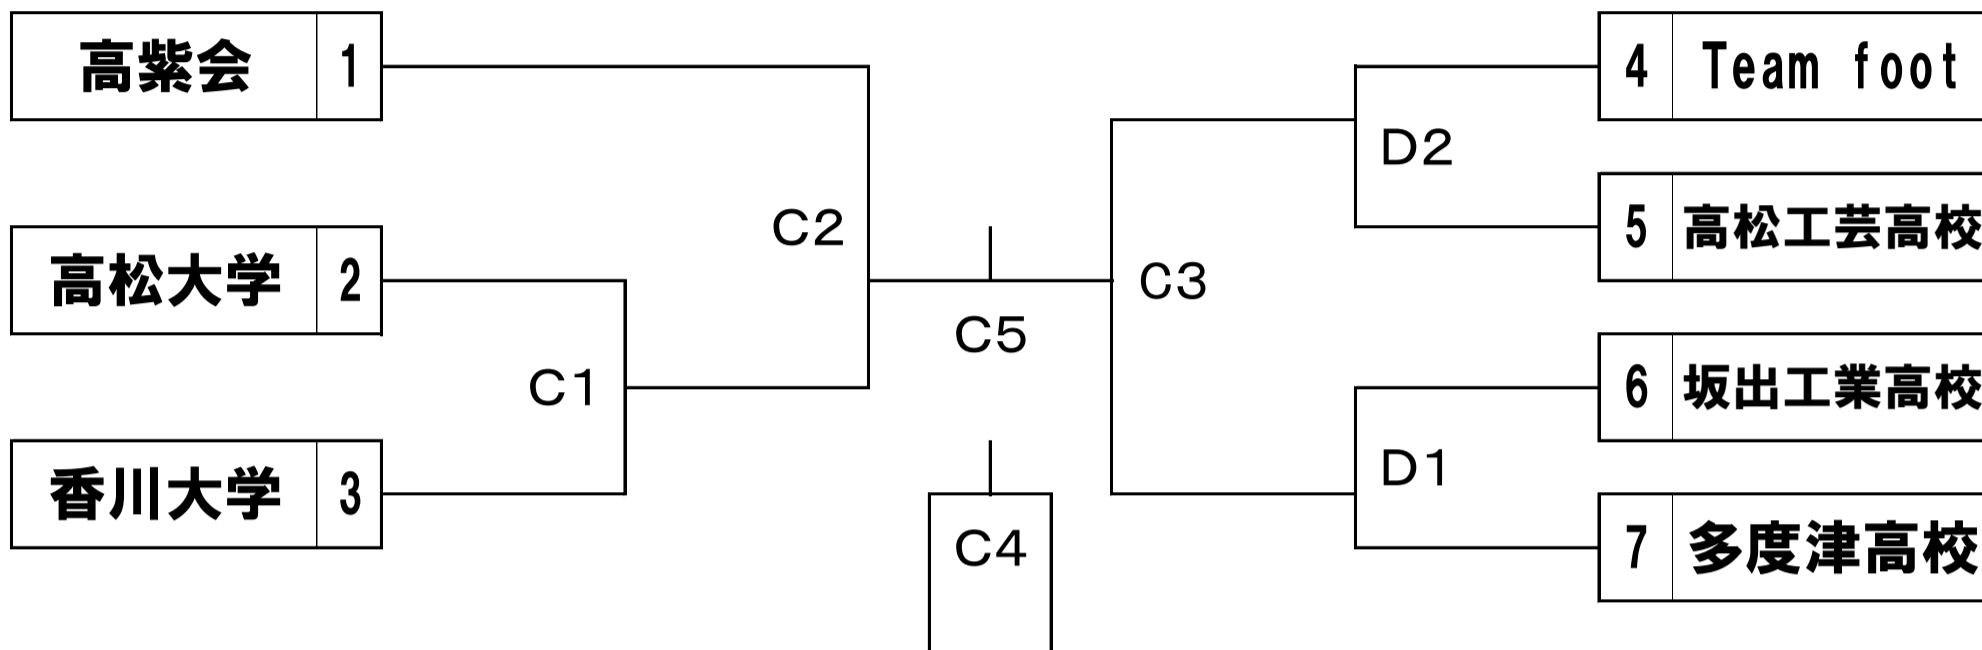 高紫会 1
高松大学 2
香川大学 3
C1
C2
C5
C4
C3
D2
D1
4 Team foot
5 高松工芸高校
6 坂出工業高校
7 多度津高校